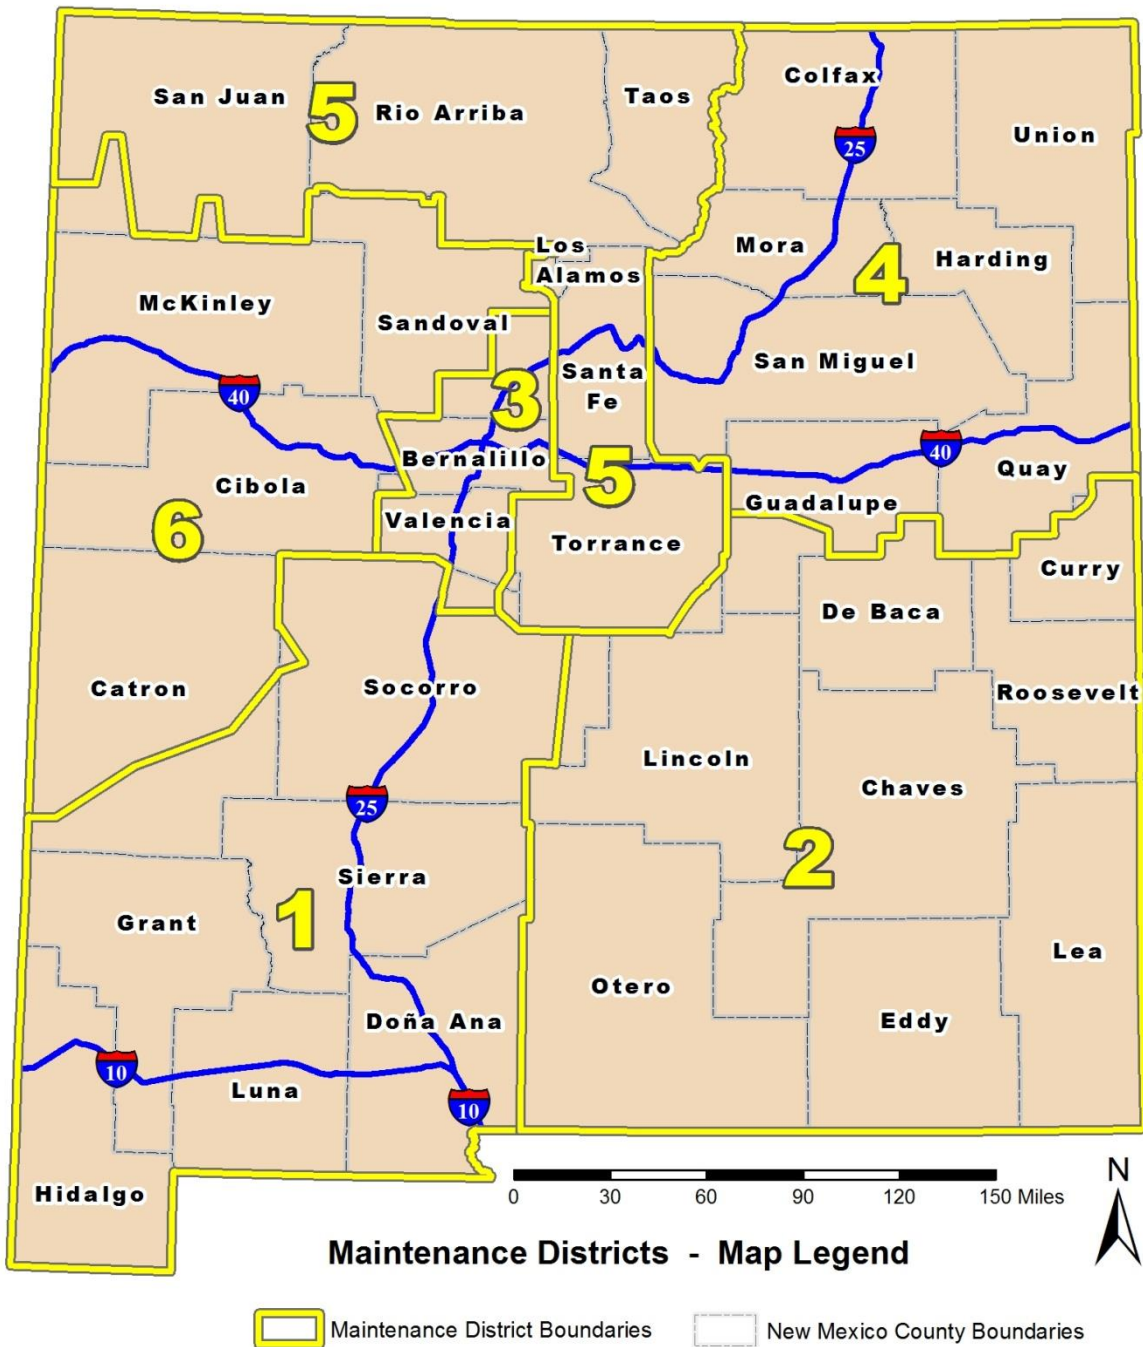 San Juan
5
Rio Arriba
Taos
Colfax
25
Union
Los
Alamos
Mora
4
Harding
McKinley
Sandoval
40
3
Santa
Fe
San Miguel
40
Bernalillo
5
Quay
Cibola
Valencia
Guadalupe
6
Torrance
Curry
De Baca
Catron
Socorro
Roosevelt
Lincoln
Chaves
25
2
Sierra
Grant
1
Otero
Lea
Doña Ana
Eddy
10
Luna
10
Hidalgo
N
0 30 60 90 120 150 Miles
Maintenance Districts - Map Legend
Maintenance District Boundaries
New Mexico County Boundaries